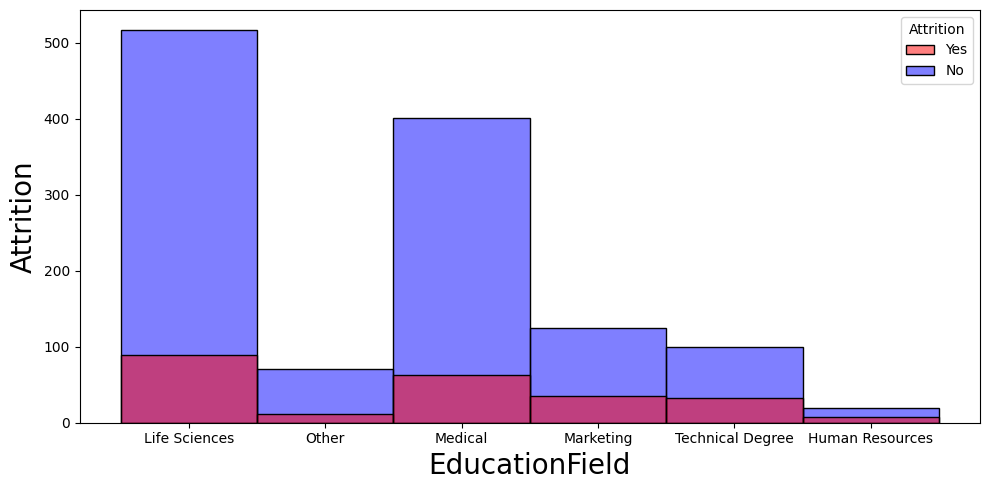 Attrition
Yes
No
500
400
300
200
100
0
Attrition
Life Sciences Other Medical Marketing Technical Degree Human Resources
EducationField